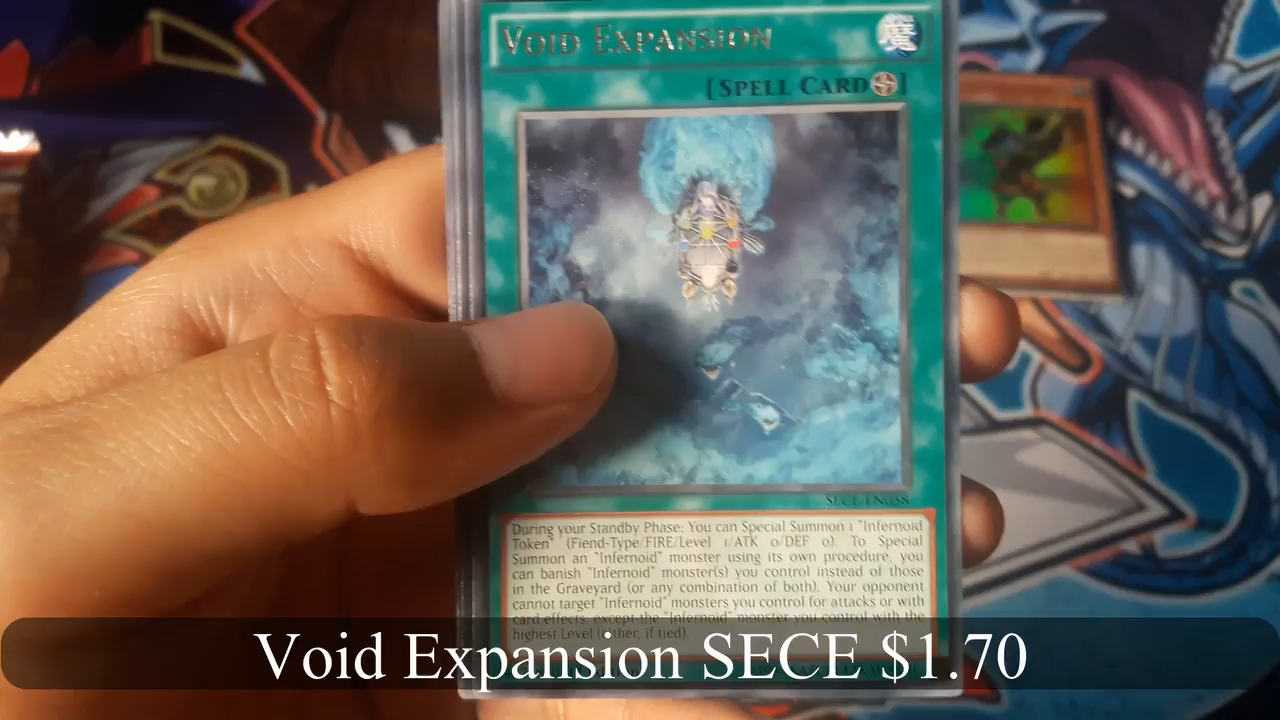 VOID EXPANSION
魔
[SPELL CARD]
SECE-EN058
During your Standby Phase: You can Special Summon 1 "Infernoid
Token" (Fiend-Type/FIRE/Level 1/ATK 0/DEF 0). To Special
Summon an "Infernoid" monster using its own procedure, you
can banish "Infernoid" monster(s) you control instead of those
in the Graveyard (or any combination of both). Your opponent
cannot target "Infernoid" monsters you control for attacks or with
card effects, except the "Infernoid" monster you control with the
highest Level (either, if tied).
Void Expansion SECE $1.70